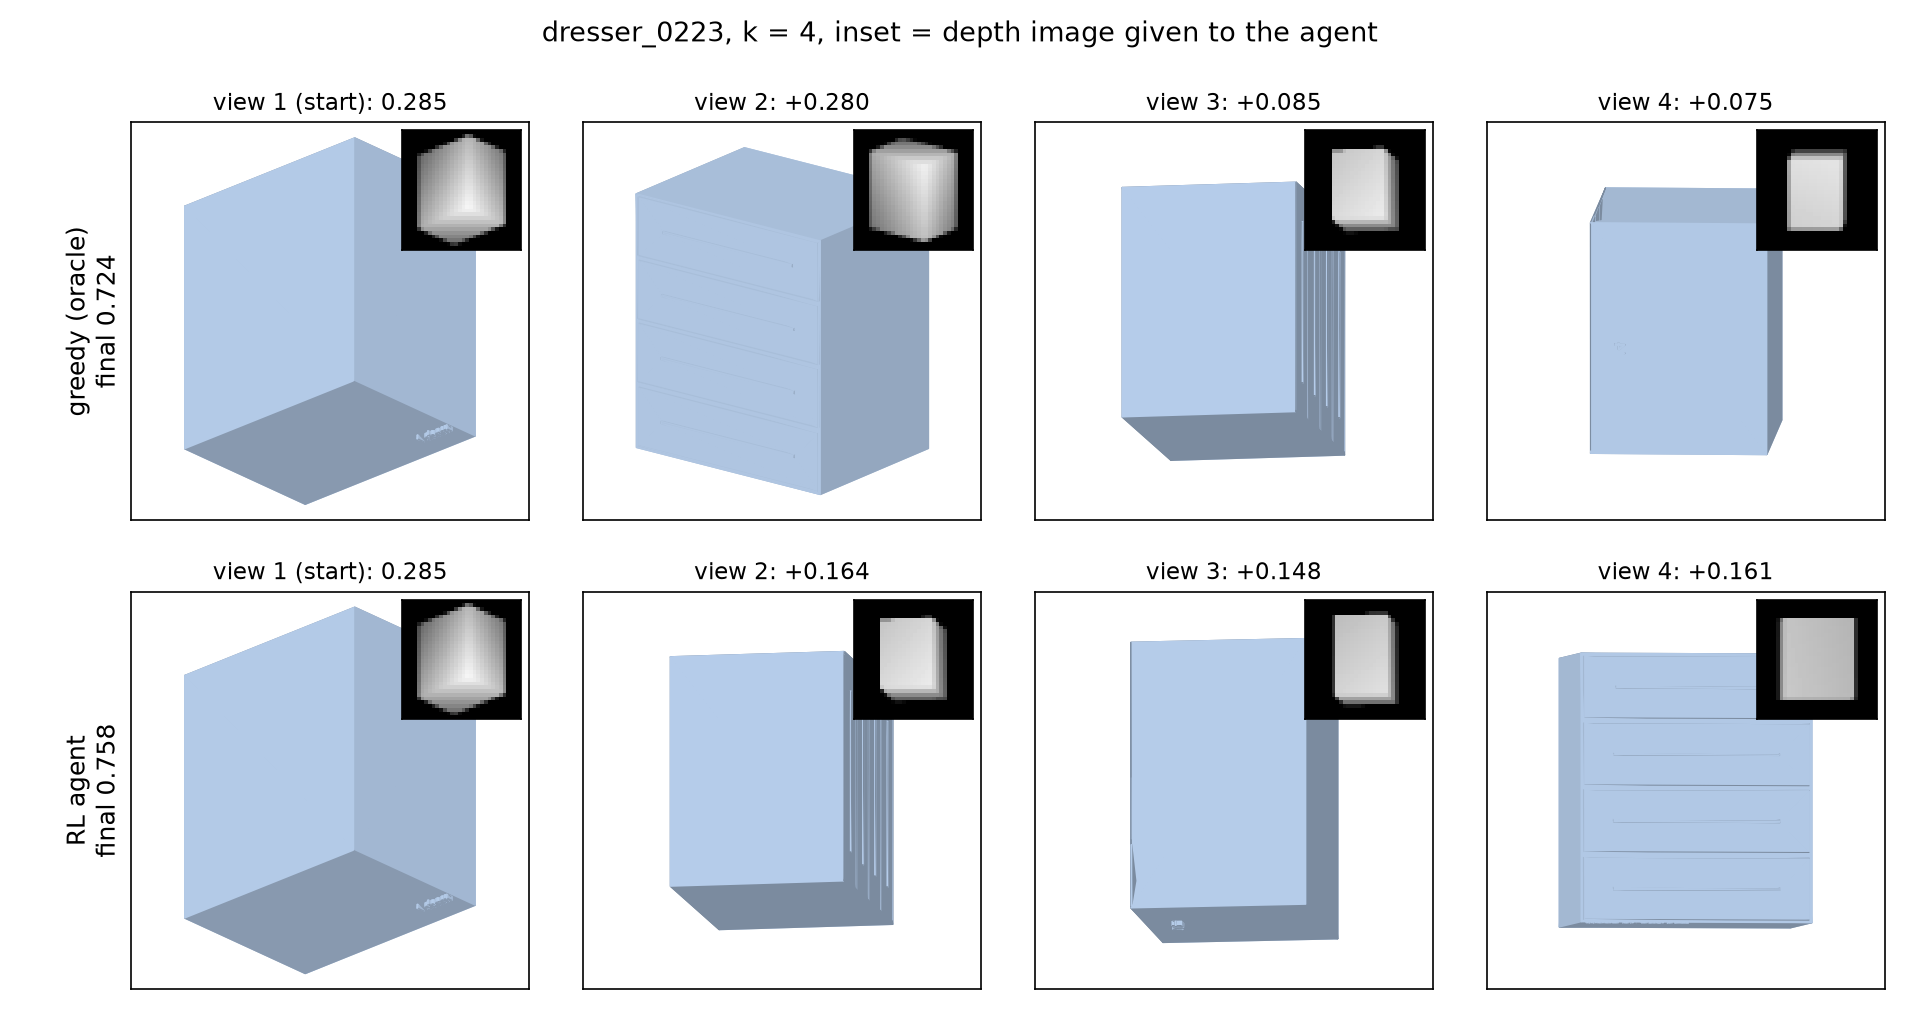 dresser_0223, k = 4, inset = depth image given to the agent
greedy (oracle)
final 0.724
view 1 (start): 0.285
view 2: +0.280
view 3: +0.085
view 4: +0.075
RL agent
final 0.758
view 1 (start): 0.285
view 2: +0.164
view 3: +0.148
view 4: +0.161